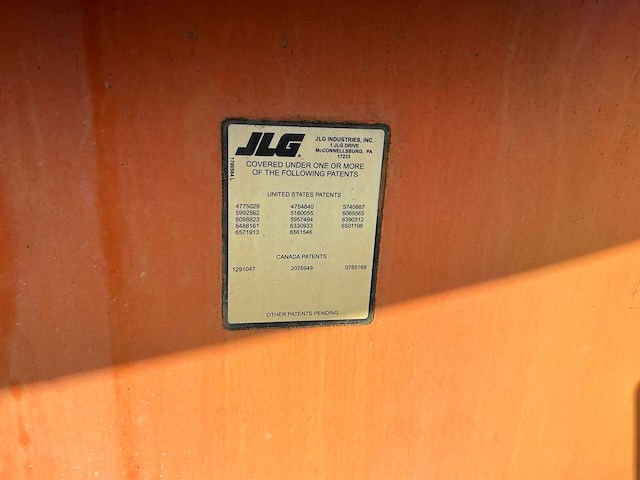 JLG
JLG INDUSTRIES, INC.
1 JLG DRIVE
McCONNELLSBURG, PA
17233
COVERED UNDER ONE OR MORE
OF THE FOLLOWING PATENTS
UNITED STATES PATENTS
4775029 4754840 5740887
5992562 5160055 6065565
6098823 5957494 6390312
6488161 6330933 6501198
6571913 6561546
CANADA PATENTS
1291047 2078949 0785168
OTHER PATENTS PENDING